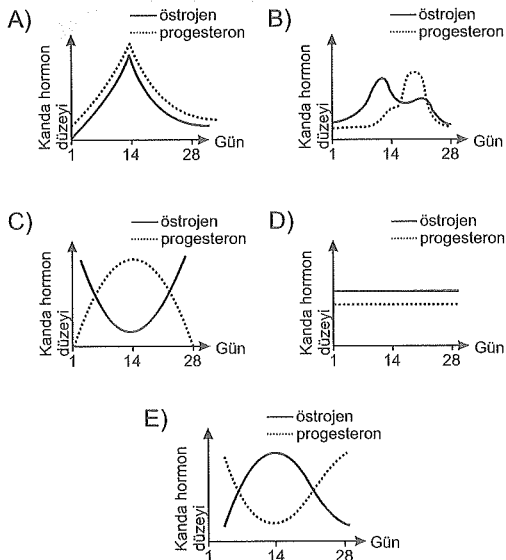 A)
östrojen
progesteron
Kanda hormon
düzeyi
1 14 28 Gün
B)
östrojen
progesteron
Kanda hormon
düzeyi
1 14 28 Gün
C)
östrojen
progesteron
Kanda hormon
düzeyi
1 14 28 Gün
D)
östrojen
progesteron
Kanda hormon
düzeyi
1 14 28 Gün
E)
östrojen
progesteron
Kanda hormon
düzeyi
1 14 28 Gün